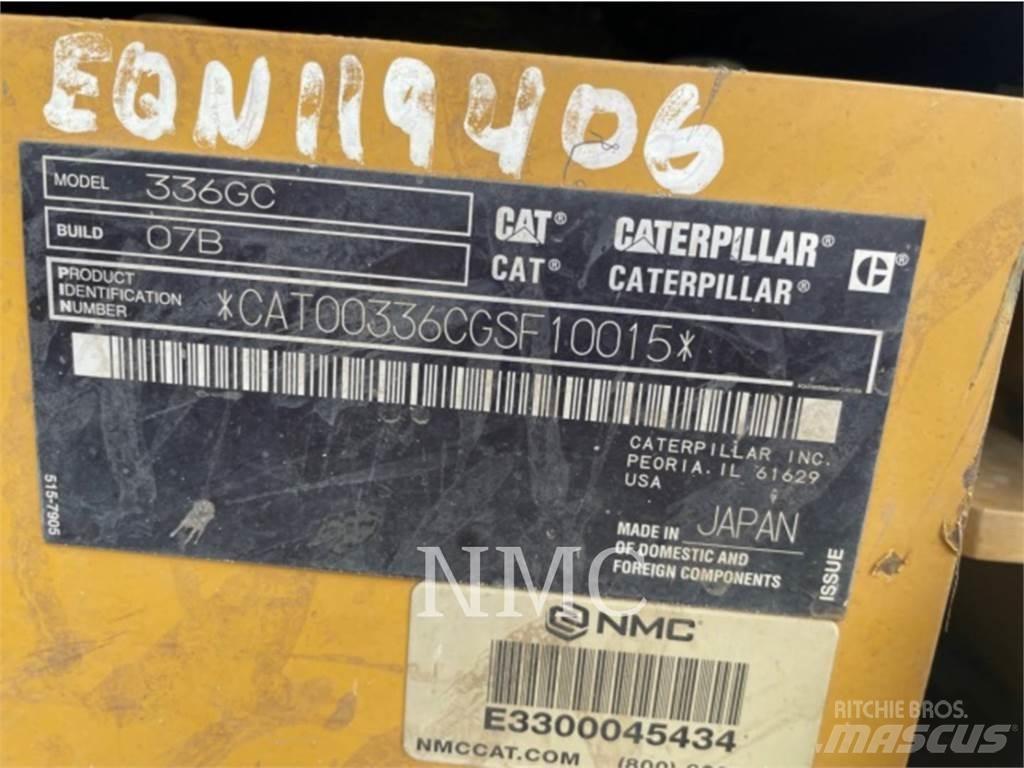 EQN119406
MODEL 336GC
BUILD 07B
CAT® CATERPILLAR®
CAT® CATERPILLAR®
PRODUCT
IDENTIFICATION
NUMBER
*CAT00336CGSF10015*
CATERPILLAR INC.
PEORIA. IL 61629
USA
515-7905
MADE IN JAPAN
OF DOMESTIC AND
FOREIGN COMPONENTS
ISSUE
NMC
NMC
E3300045434
NMCCAT.COM (800)
RITCHIE BROS.
MASCUS